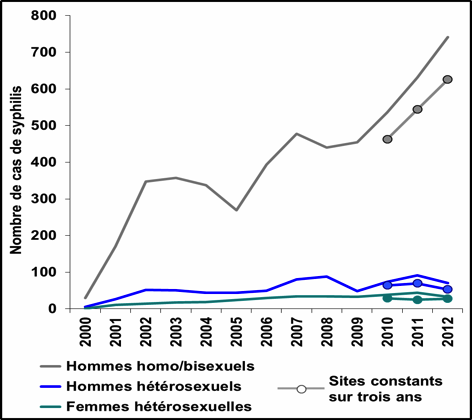 Nombre de cas de syphilis
800
700
600
500
400
300
200
100
0
2000 2001 2002 2003 2004 2005 2006 2007 2008 2009 2010 2011 2012
Hommes homo/bisexuels
Hommes hétérosexuels
Femmes hétérosexuelles
Sites constants
sur trois ans